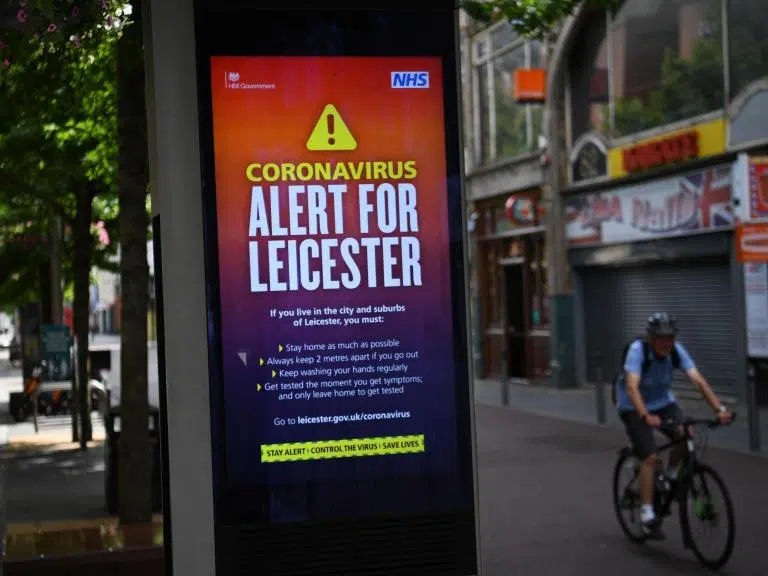 HM Government
NHS
CORONAVIRUS
ALERT FOR
LEICESTER
If you live in the city and suburbs
of Leicester, you must:
Stay home as much as possible
Always keep 2 metres apart if you go out
Keep washing your hands regularly
Get tested the moment you get symptoms;
and only leave home to get tested
Go to leicester.gov.uk/coronavirus
STAY ALERT › CONTROL THE VIRUS › SAVE LIVES